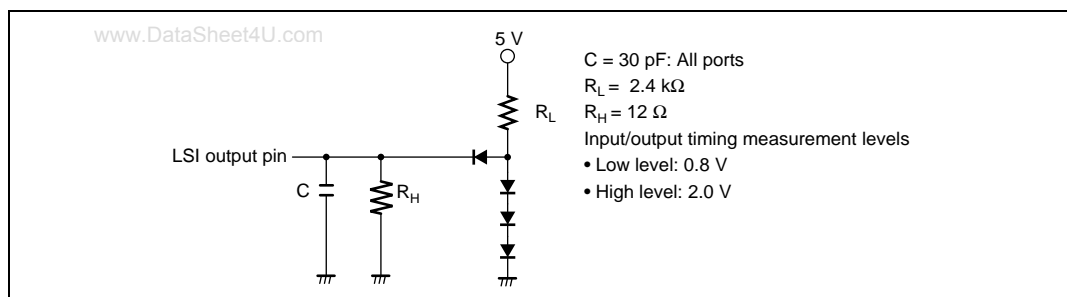 www.DataSheet4U.com
5 V
R_L
LSI output pin
C
R_H
C = 30 pF: All ports
R_L = 2.4 kΩ
R_H = 12 Ω
Input/output timing measurement levels
• Low level: 0.8 V
• High level: 2.0 V